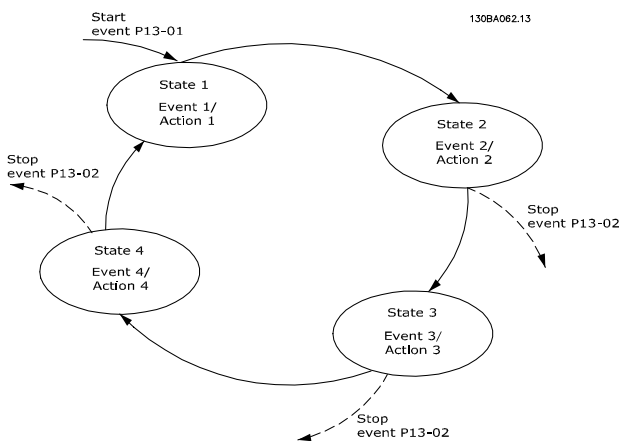 Start
event P13-01
130BA062.13
State 1
Event 1/
Action 1
State 2
Event 2/
Action 2
Stop
event P13-02
Stop
event P13-02
State 4
Event 4/
Action 4
State 3
Event 3/
Action 3
Stop
event P13-02